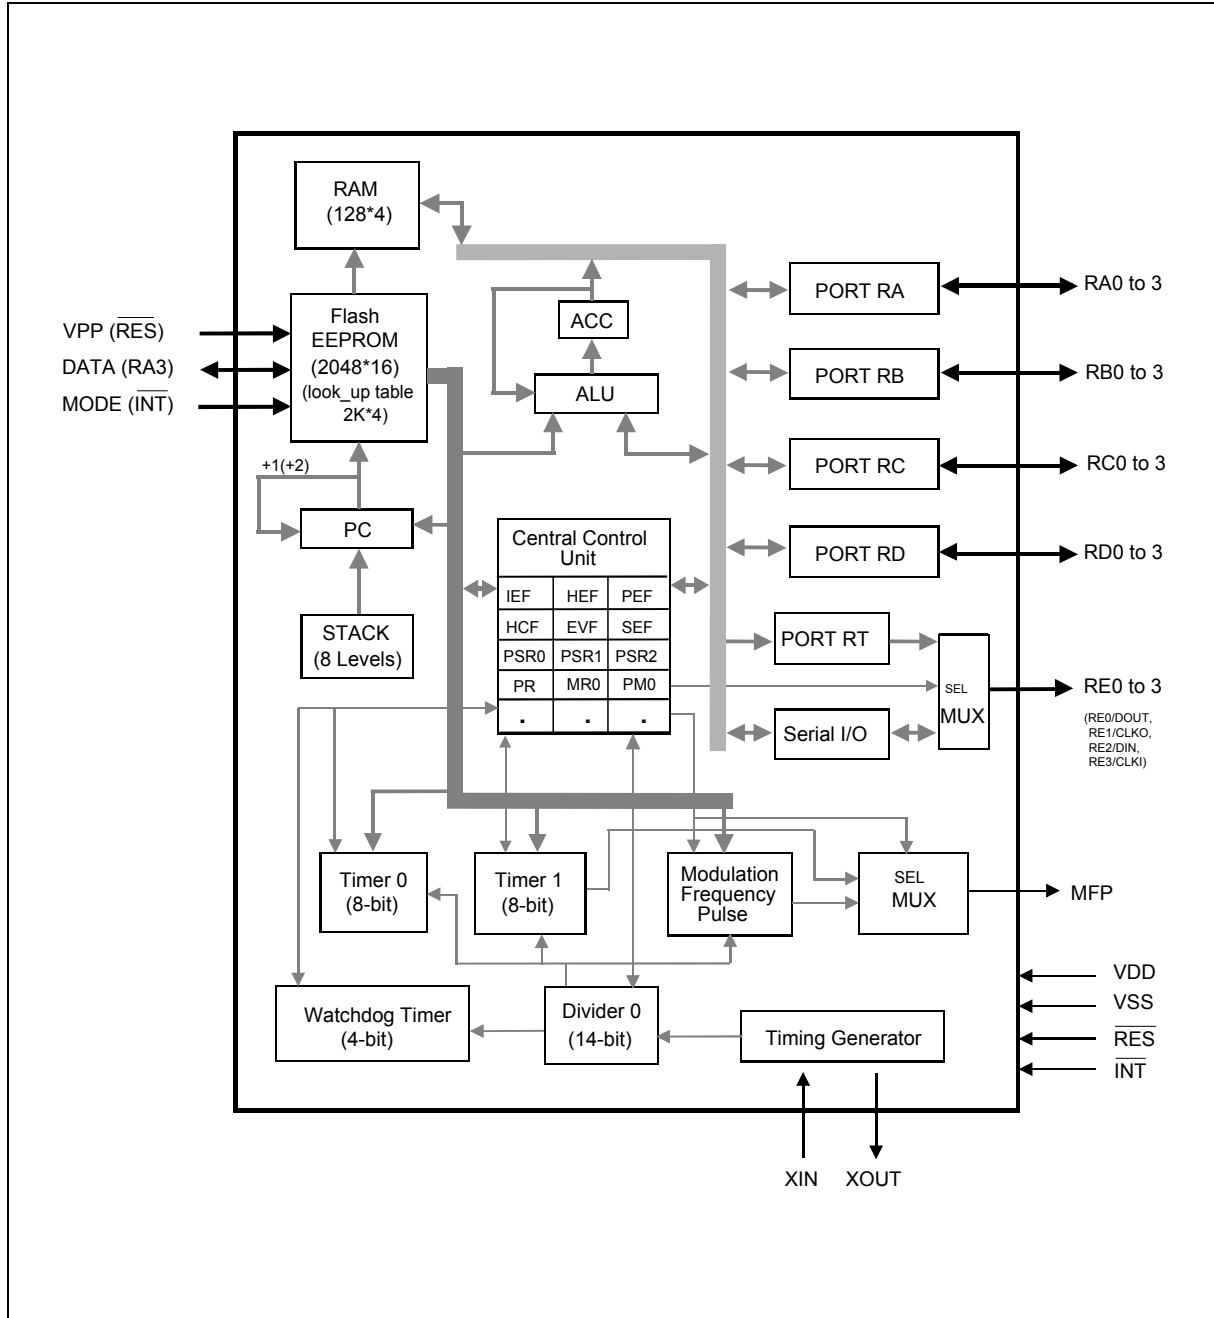 RAM
(128*4)
VPP (RES)
DATA (RA3)
MODE (INT)
Flash
EEPROM
(2048*16)
(look_up table
2K*4)
ACC
ALU
+1(+2)
PC
STACK
(8 Levels)
Central Control
Unit
IEF HEF PEF
HCF EVF SEF
PSR0 PSR1 PSR2
PR MR0 PM0
. . .
PORT RA
RA0 to 3
PORT RB
RB0 to 3
PORT RC
RC0 to 3
PORT RD
RD0 to 3
PORT RT
Serial I/O
SEL
MUX
RE0 to 3
(RE0/DOUT,
RE1/CLKO,
RE2/DIN,
RE3/CLKI)
Timer 0
(8-bit)
Timer 1
(8-bit)
Modulation
Frequency
Pulse
SEL
MUX
MFP
Watchdog Timer
(4-bit)
Divider 0
(14-bit)
Timing Generator
VDD
VSS
RES
INT
XIN XOUT